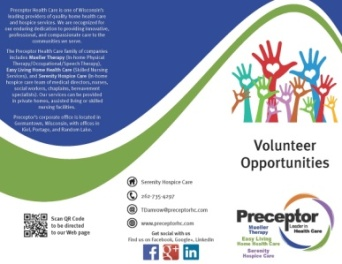 Preceptor Health Care is one of Wisconsin's
leading providers of quality home health care
and hospice services. We are recognized for
our enduring dedication to providing innovative,
professional, and compassionate care to the
communities we serve.
The Preceptor Health Care family of companies
includes Mueller Therapy (In home Physical
Therapy/Occupational/Speech Therapy),
Easy Living Home Health Care (Skilled Nursing
Services), and Serenity Hospice Care (In home
hospice care team of medical directors, nurses,
social workers, chaplains, bereavement
specialists). Our services can be provided
in private homes, assisted living or skilled
nursing facilities.
Preceptor's corporate office is located in
Germantown, Wisconsin, with offices in
Kiel, Portage, and Random Lake.
Scan QR Code
to be directed
to our Web page
Serenity Hospice Care
262-735-4297
TDamrow@preceptorhc.com
www.preceptorhc.com
Get social with us
Find us on Facebook, Google+, LinkedIn
f
g+
in
Volunteer
Opportunities
Preceptor
Leader in
Health Care
Mueller
Therapy
Easy Living
Home Health Care
Serenity
Hospice Care